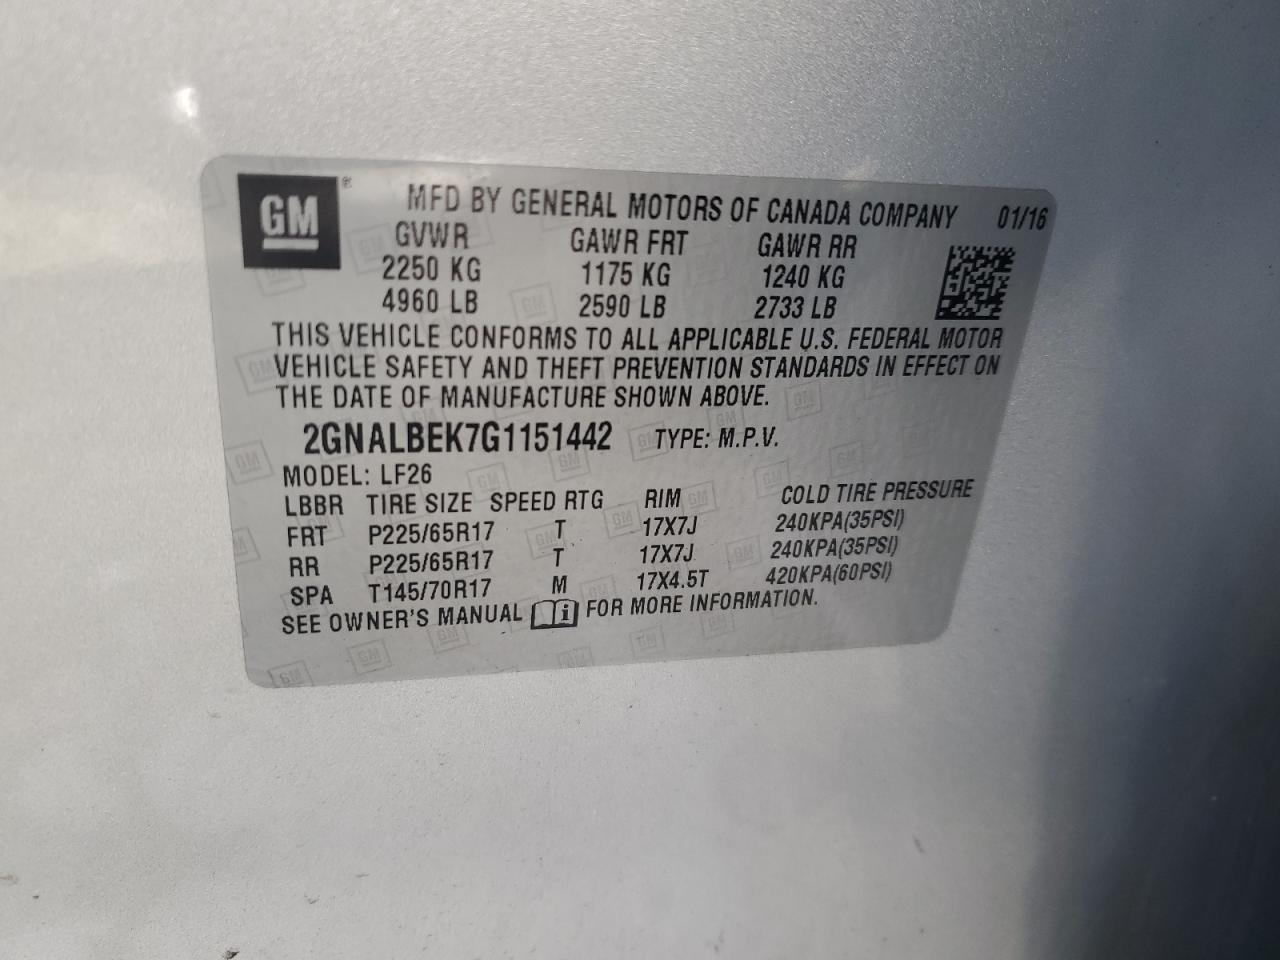 GM® MFD BY GENERAL MOTORS OF CANADA COMPANY 01/16
GVWR GAWR FRT GAWR RR
2250 KG 1175 KG 1240 KG
4960 LB 2590 LB 2733 LB
THIS VEHICLE CONFORMS TO ALL APPLICABLE U.S. FEDERAL MOTOR
VEHICLE SAFETY AND THEFT PREVENTION STANDARDS IN EFFECT ON
THE DATE OF MANUFACTURE SHOWN ABOVE.
2GNALBEK7G1151442 TYPE: M.P.V.
MODEL: LF26
LBBR TIRE SIZE SPEED RTG RIM COLD TIRE PRESSURE
FRT P225/65R17 T 17X7J 240KPA(35PSI)
RR P225/65R17 T 17X7J 240KPA(35PSI)
SPA T145/70R17 M 17X4.5T 420KPA(60PSI)
SEE OWNER'S MANUAL i FOR MORE INFORMATION.